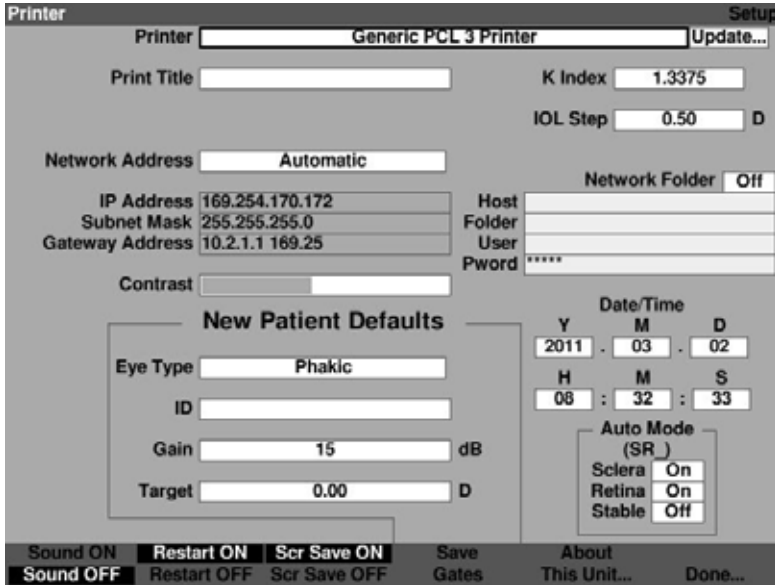 Printer Setup
Printer Generic PCL 3 Printer Update...
Print Title K Index 1.3375
IOL Step 0.50 D
Network Address Automatic
Network Folder Off
IP Address 169.254.170.172 Host
Subnet Mask 255.255.255.0 Folder
Gateway Address 10.2.1.1 169.25 User
Pword *****
Contrast
Date/Time
New Patient Defaults
Y M D
2011 . 03 . 02
Eye Type Phakic
H M S
08 : 32 : 33
ID
Auto Mode
(SR_)
Gain 15 dB
Sclera On
Retina On
Target 0.00 D
Stable Off
Sound ON Restart ON Scr Save ON Save About
Sound OFF Restart OFF Scr Save OFF Gates This Unit... Done...